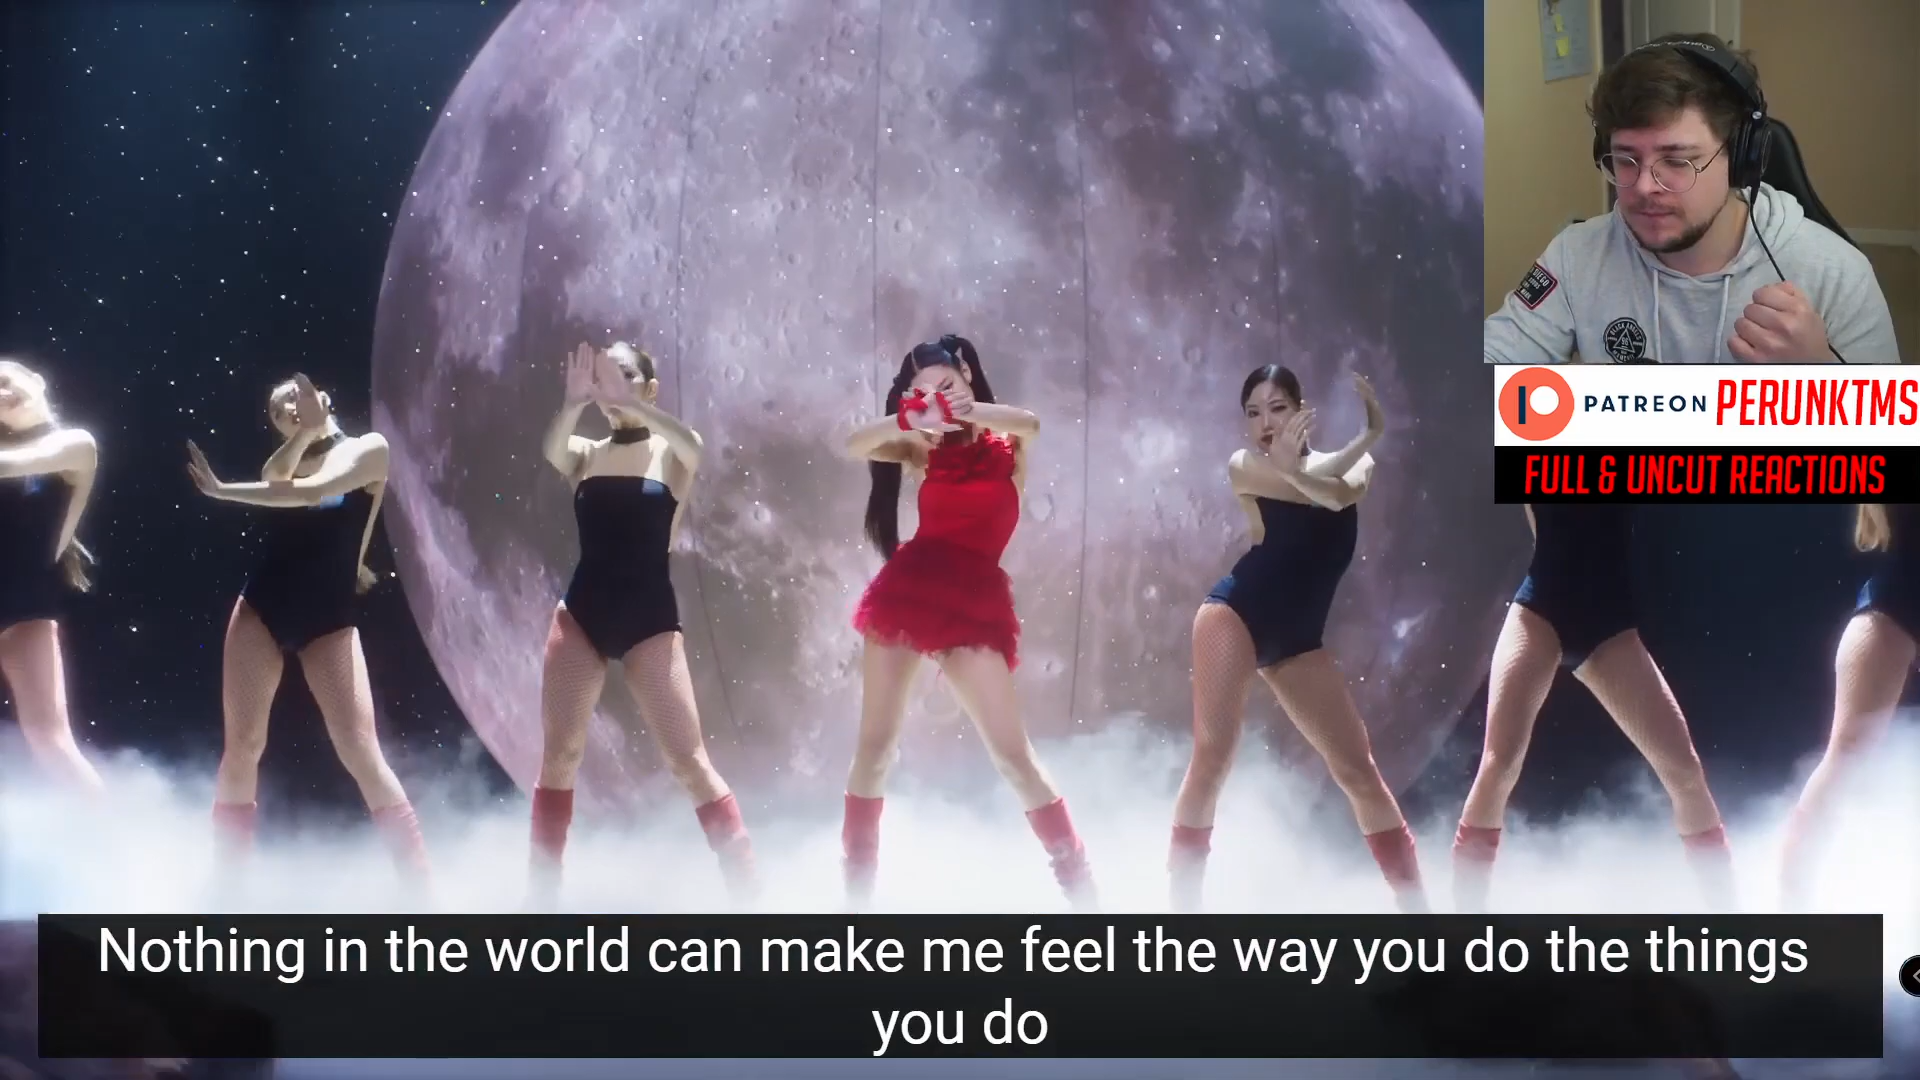 PATREON PERUNKTMS
FULL & UNCUT REACTIONS
Nothing in the world can make me feel the way you do the things
you do